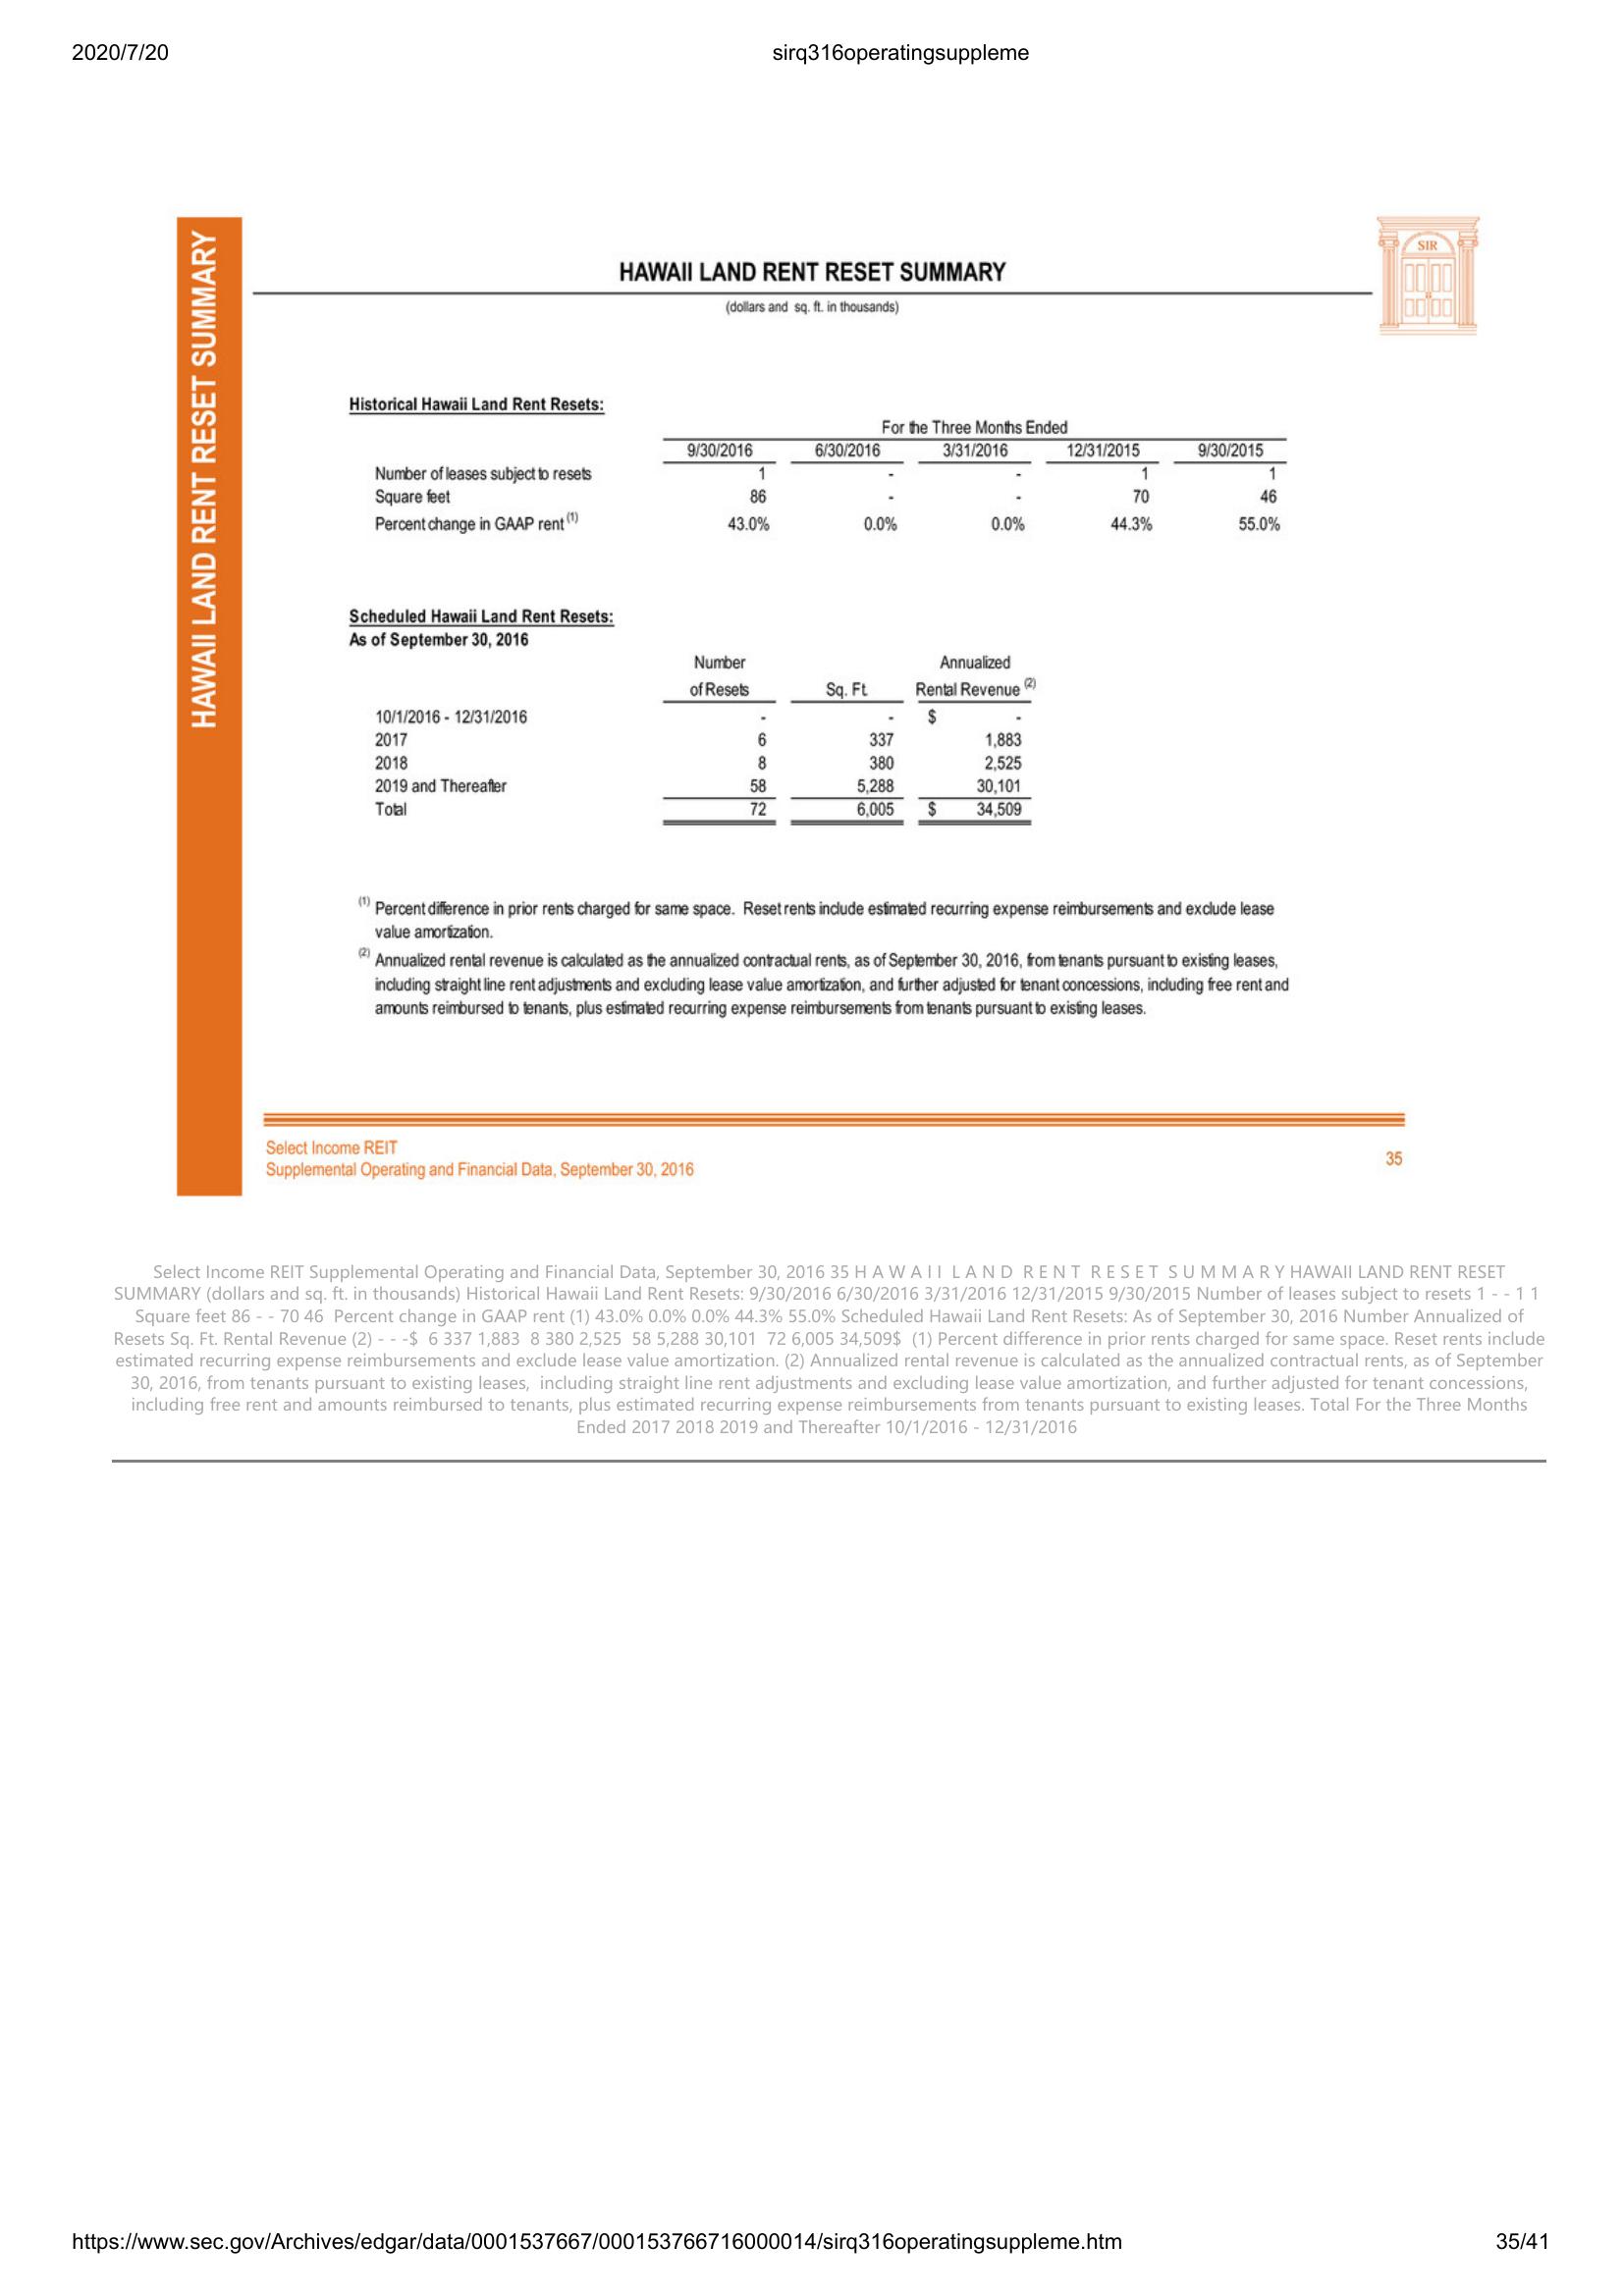 2020/7/20 sirq316operatingsuppleme
HAWAII LAND RENT RESET SUMMARY
SIR
HAWAII LAND RENT RESET SUMMARY
(dollars and sq. ft. in thousands)
Historical Hawaii Land Rent Resets:
For the Three Months Ended
9/30/2016 6/30/2016 3/31/2016 12/31/2015 9/30/2015
Number of leases subject to resets 1 - - 1 1
Square feet 86 - - 70 46
Percent change in GAAP rent (1) 43.0% 0.0% 0.0% 44.3% 55.0%
Scheduled Hawaii Land Rent Resets:
As of September 30, 2016
Number Annualized
of Resets Sq. Ft. Rental Revenue (2)
10/1/2016 - 12/31/2016 - - $ -
2017 6 337 1,883
2018 8 380 2,525
2019 and Thereafter 58 5,288 30,101
Total 72 6,005 $ 34,509
(1) Percent difference in prior rents charged for same space. Reset rents include estimated recurring expense reimbursements and exclude lease
value amortization.
(2) Annualized rental revenue is calculated as the annualized contractual rents, as of September 30, 2016, from tenants pursuant to existing leases,
including straight line rent adjustments and excluding lease value amortization, and further adjusted for tenant concessions, including free rent and
amounts reimbursed to tenants, plus estimated recurring expense reimbursements from tenants pursuant to existing leases.
Select Income REIT
Supplemental Operating and Financial Data, September 30, 2016
35
Select Income REIT Supplemental Operating and Financial Data, September 30, 2016 35 H A W A I I L A N D R E N T R E S E T S U M M A R Y HAWAII LAND RENT RESET
SUMMARY (dollars and sq. ft. in thousands) Historical Hawaii Land Rent Resets: 9/30/2016 6/30/2016 3/31/2016 12/31/2015 9/30/2015 Number of leases subject to resets 1 - - 1 1
Square feet 86 - - 70 46 Percent change in GAAP rent (1) 43.0% 0.0% 0.0% 44.3% 55.0% Scheduled Hawaii Land Rent Resets: As of September 30, 2016 Number Annualized of
Resets Sq. Ft. Rental Revenue (2) - - -$ 6 337 1,883 8 380 2,525 58 5,288 30,101 72 6,005 34,509$ (1) Percent difference in prior rents charged for same space. Reset rents include
estimated recurring expense reimbursements and exclude lease value amortization. (2) Annualized rental revenue is calculated as the annualized contractual rents, as of September
30, 2016, from tenants pursuant to existing leases, including straight line rent adjustments and excluding lease value amortization, and further adjusted for tenant concessions,
including free rent and amounts reimbursed to tenants, plus estimated recurring expense reimbursements from tenants pursuant to existing leases. Total For the Three Months
Ended 2017 2018 2019 and Thereafter 10/1/2016 - 12/31/2016
https://www.sec.gov/Archives/edgar/data/0001537667/000153766716000014/sirq316operatingsuppleme.htm 35/41